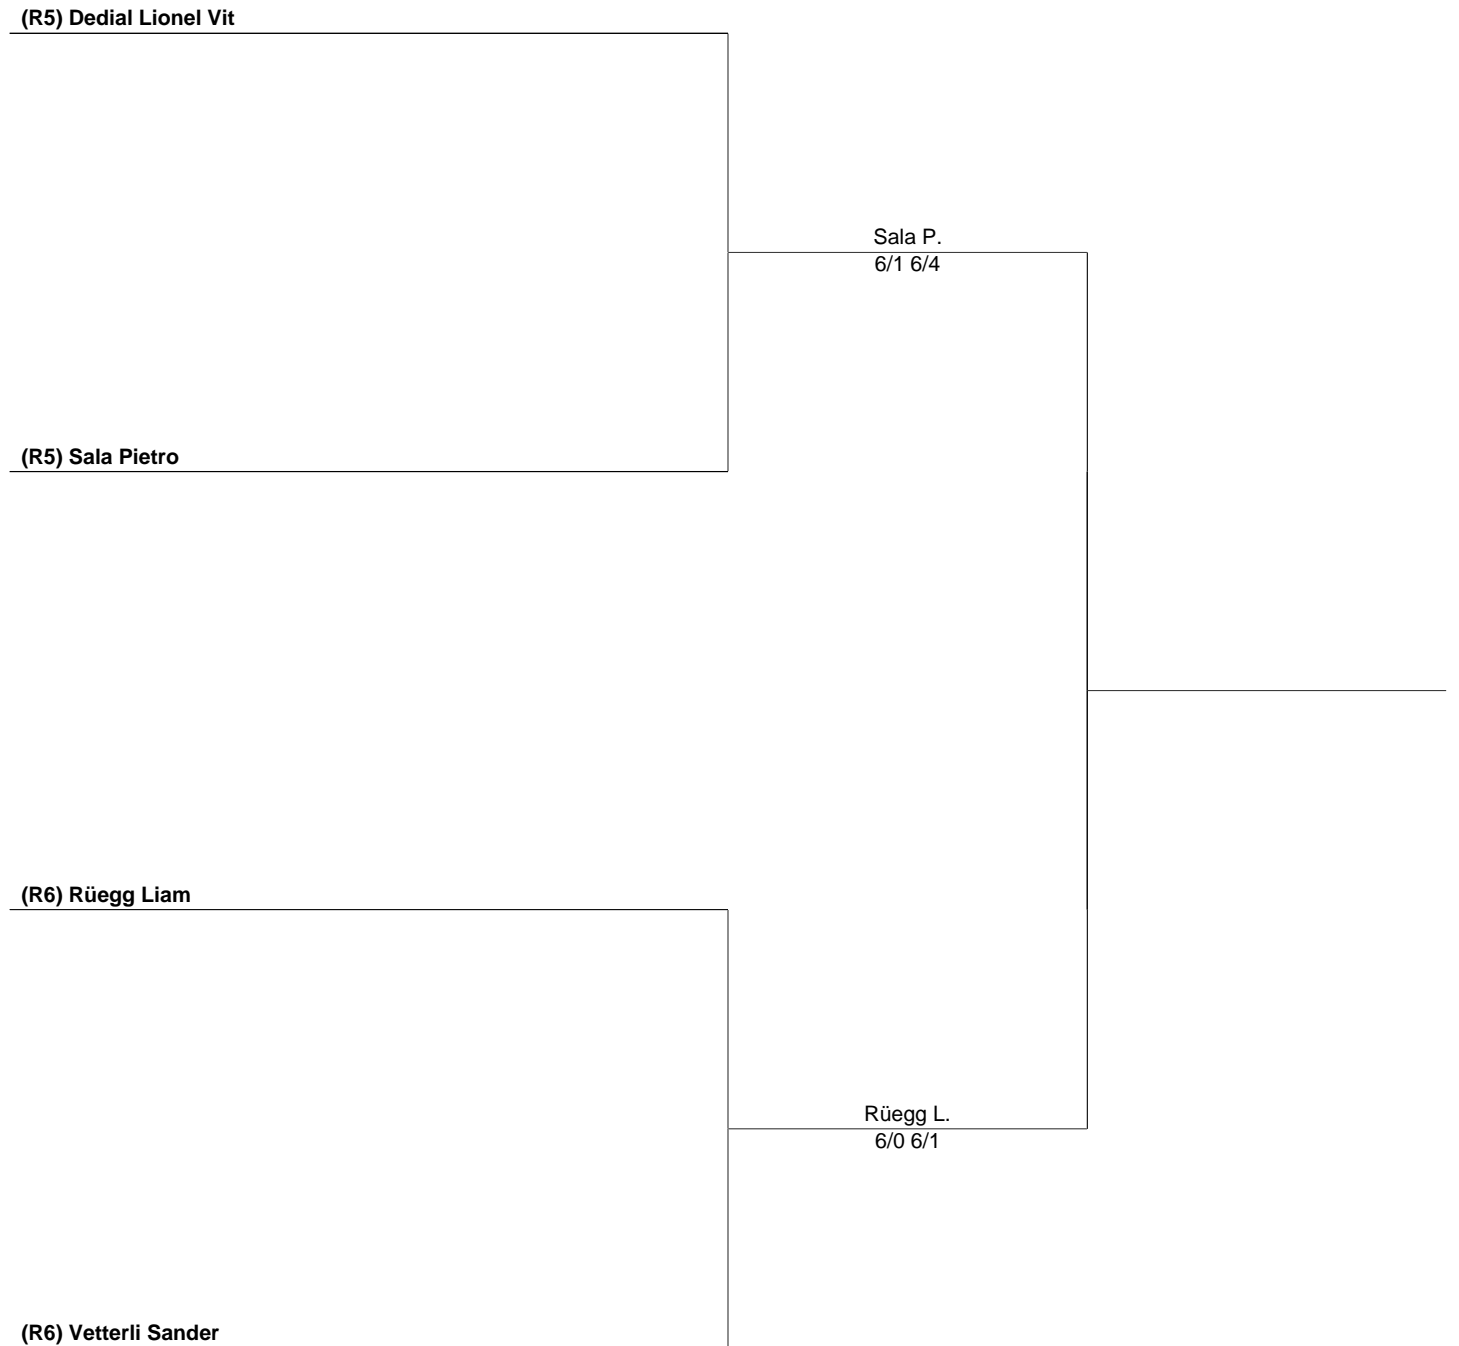 (R5) Dedial Lionel Vit
Sala P.
6/1 6/4
(R5) Sala Pietro
(R6) Rüegg Liam
Rüegg L.
6/0 6/1
(R6) Vetterli Sander